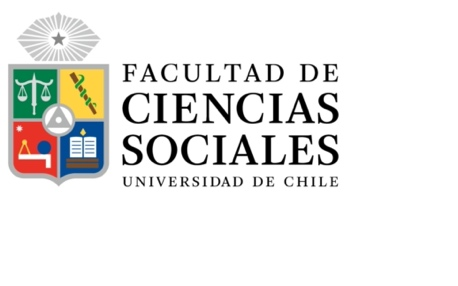 FACULTAD DE
CIENCIAS
SOCIALES
UNIVERSIDAD DE CHILE